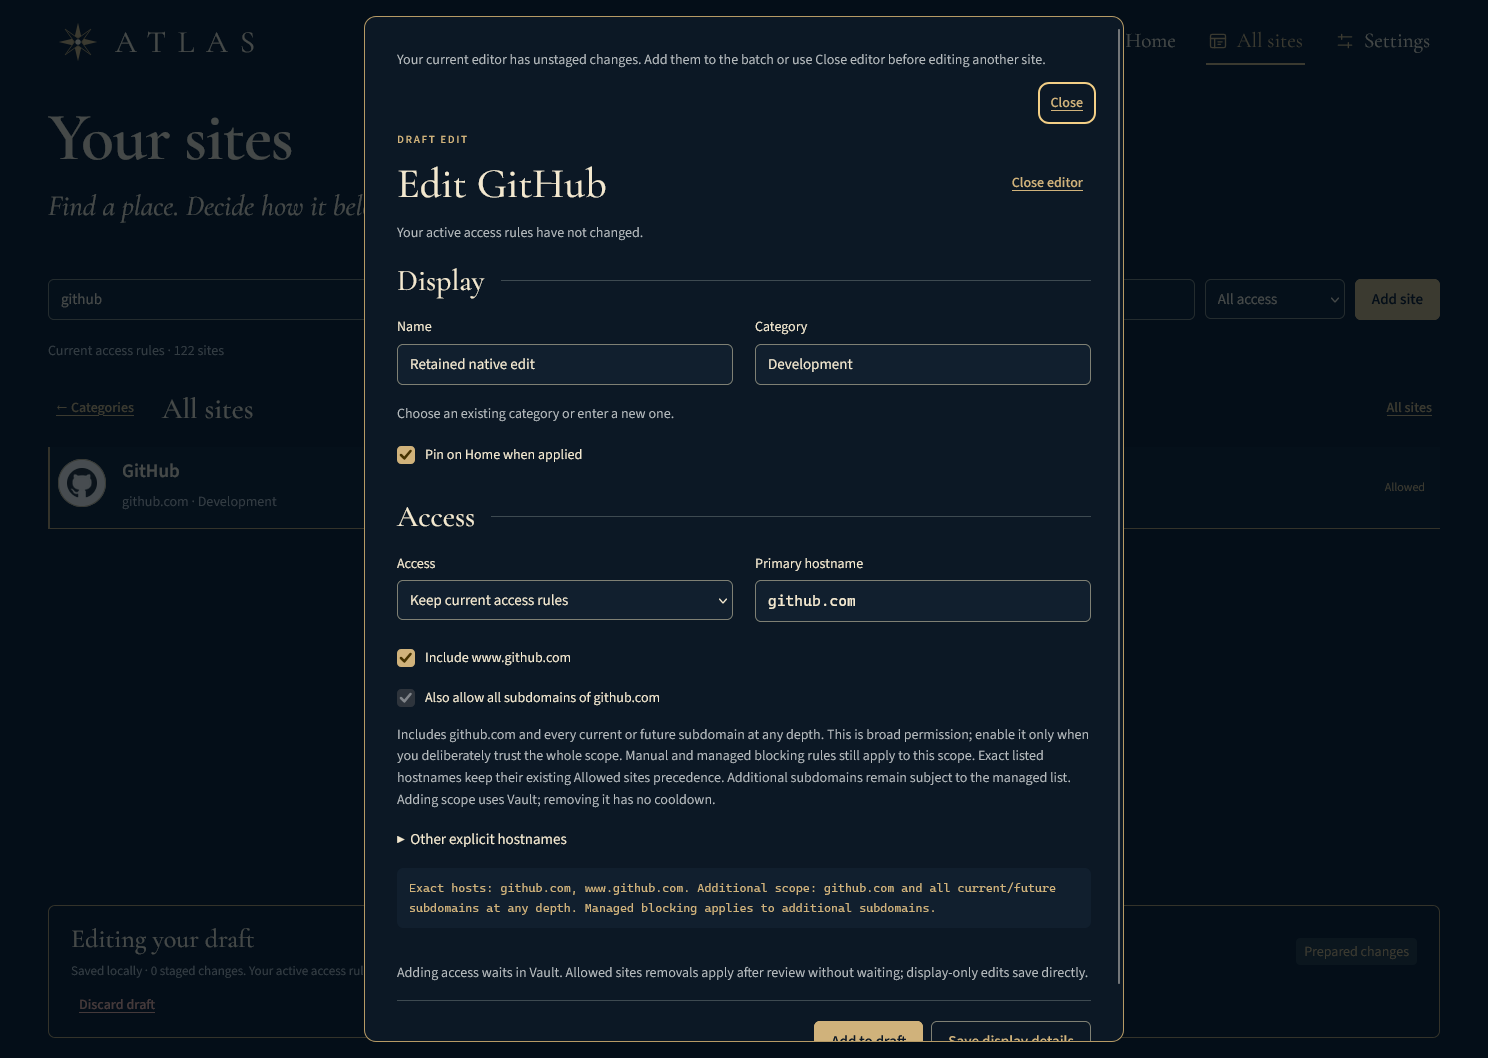 ATLAS
Home
All sites
Settings
Your sites
Find a place. Decide how it
github
All access
Add site
Current access rules · 122 sites
← Categories
All sites
All sites
GitHub
github.com · Development
Allowed
Editing your draft
Saved locally · 0 staged changes. Your active access
Discard draft
Prepared changes
Your current editor has unstaged changes. Add them to the batch or use Close editor before editing another site.
Close
DRAFT EDIT
Edit GitHub
Close editor
Your active access rules have not changed.
Display
Name
Category
Retained native edit
Development
Choose an existing category or enter a new one.
Pin on Home when applied
Access
Access
Primary hostname
Keep current access rules
github.com
Include www.github.com
Also allow all subdomains of github.com
Includes github.com and every current or future subdomain at any depth. This is broad permission; enable it only when
you deliberately trust the whole scope. Manual and managed blocking rules still apply to this scope. Exact listed
hostnames keep their existing Allowed sites precedence. Additional subdomains remain subject to the managed list.
Adding scope uses Vault; removing it has no cooldown.
Other explicit hostnames
Exact hosts: github.com, www.github.com. Additional scope: github.com and all current/future
subdomains at any depth. Managed blocking applies to additional subdomains.
Adding access waits in Vault. Allowed sites removals apply after review without waiting; display-only edits save directly.
Add to draft
Save display details